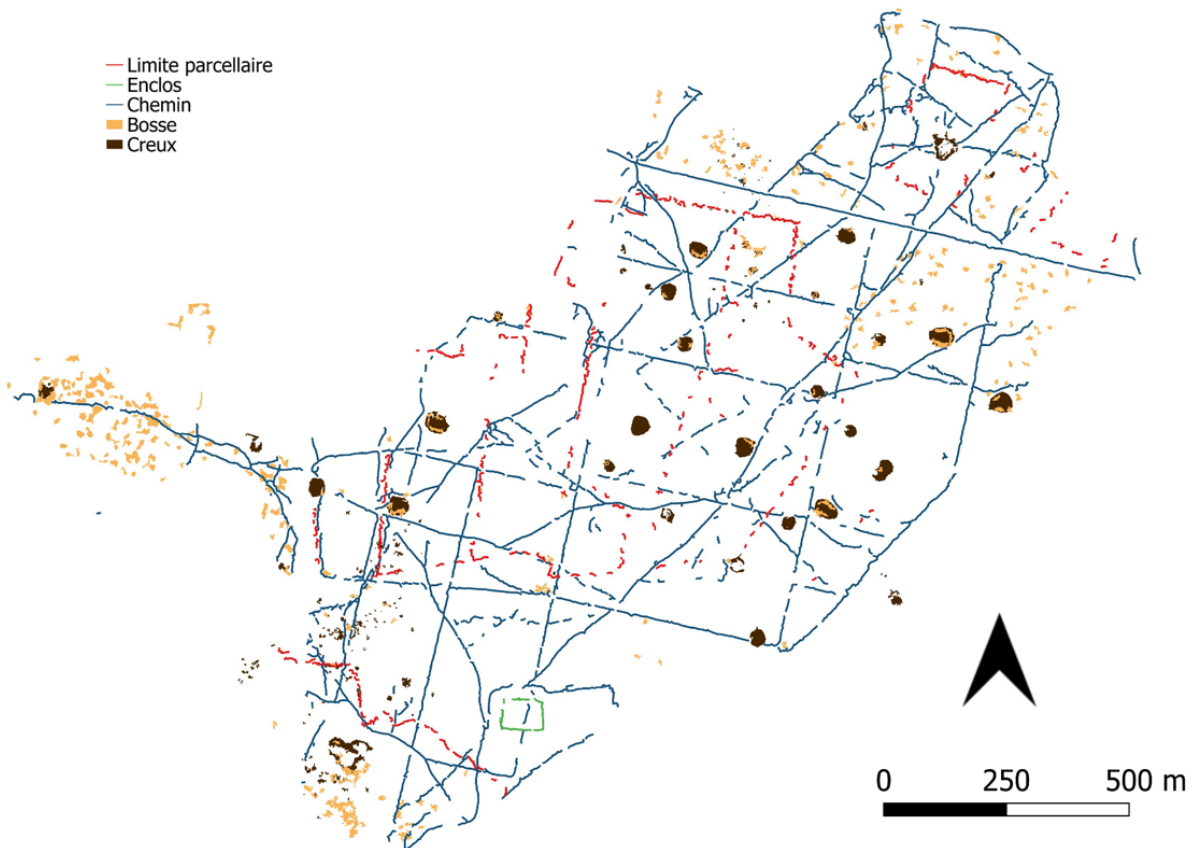 Limite parcellaire
Enclos
Chemin
Bosse
Creux
0 250 500 m